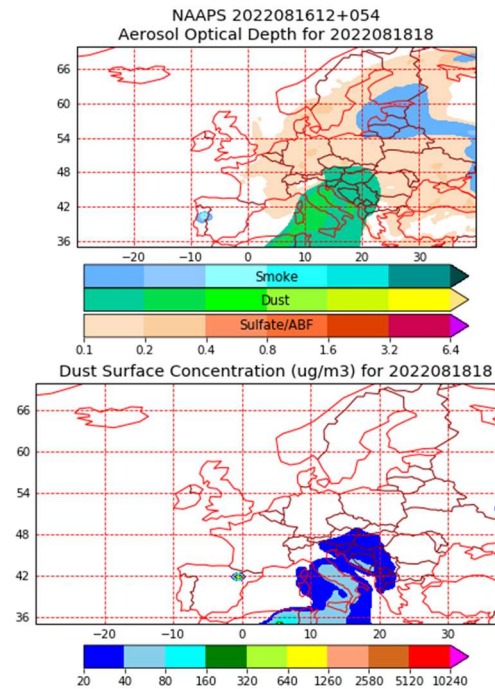 NAAPS 2022081612+054
Aerosol Optical Depth for 2022081818
66
60
54
48
42
36
−20 −10 0 10 20 30
Smoke
Dust
Sulfate/ABF
0.1 0.2 0.4 0.8 1.6 3.2 6.4
Dust Surface Concentration (ug/m3) for 2022081818
66
60
54
48
42
36
−20 −10 0 10 20 30
20 40 80 160 320 640 1260 2580 5120 10240